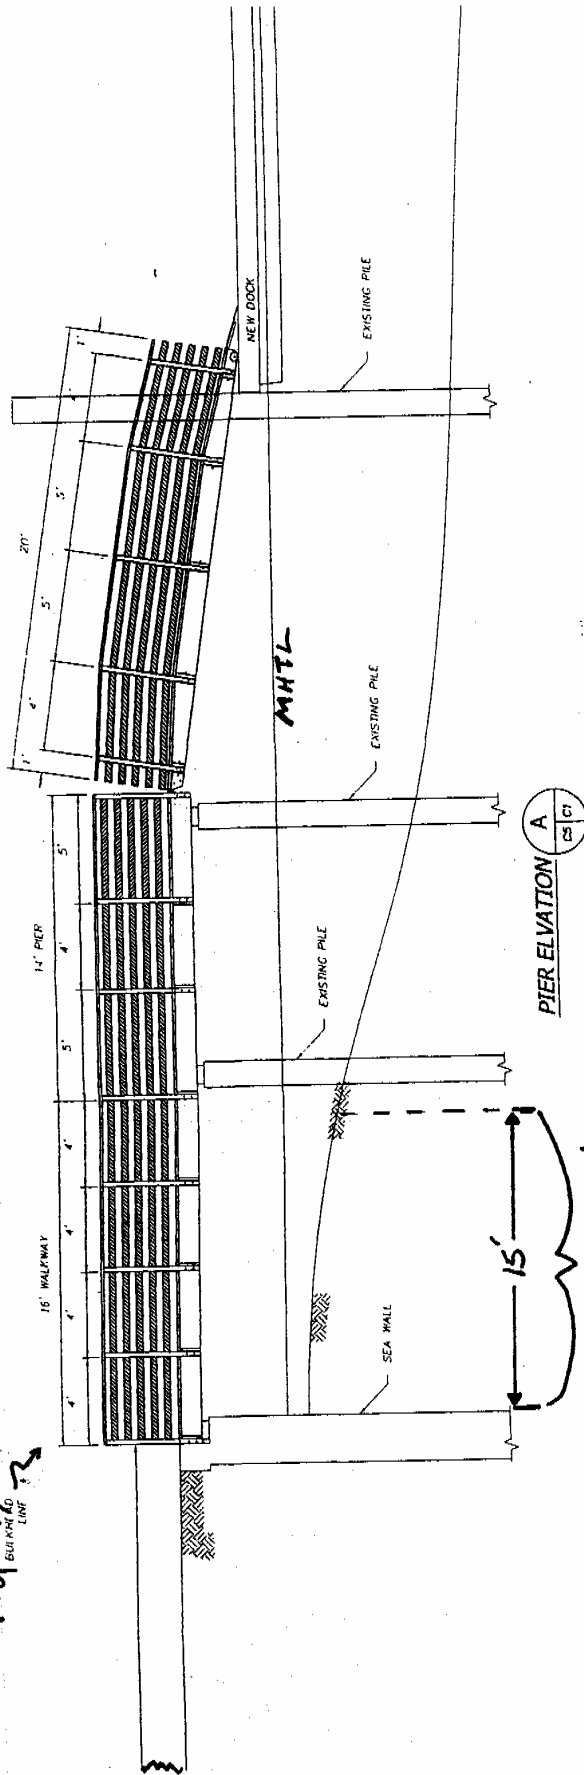 BULKHEAD
LINE
16' WALKWAY
4'
4'
4'
4'
14' PIER
5'
4'
5'
20'
1'
5'
5'
1'
NEW DOCK
MHTL
EXISTING PILE
EXISTING PILE
EXISTING PILE
SEA WALL
15'
PIER ELVATION
A
C5 C1